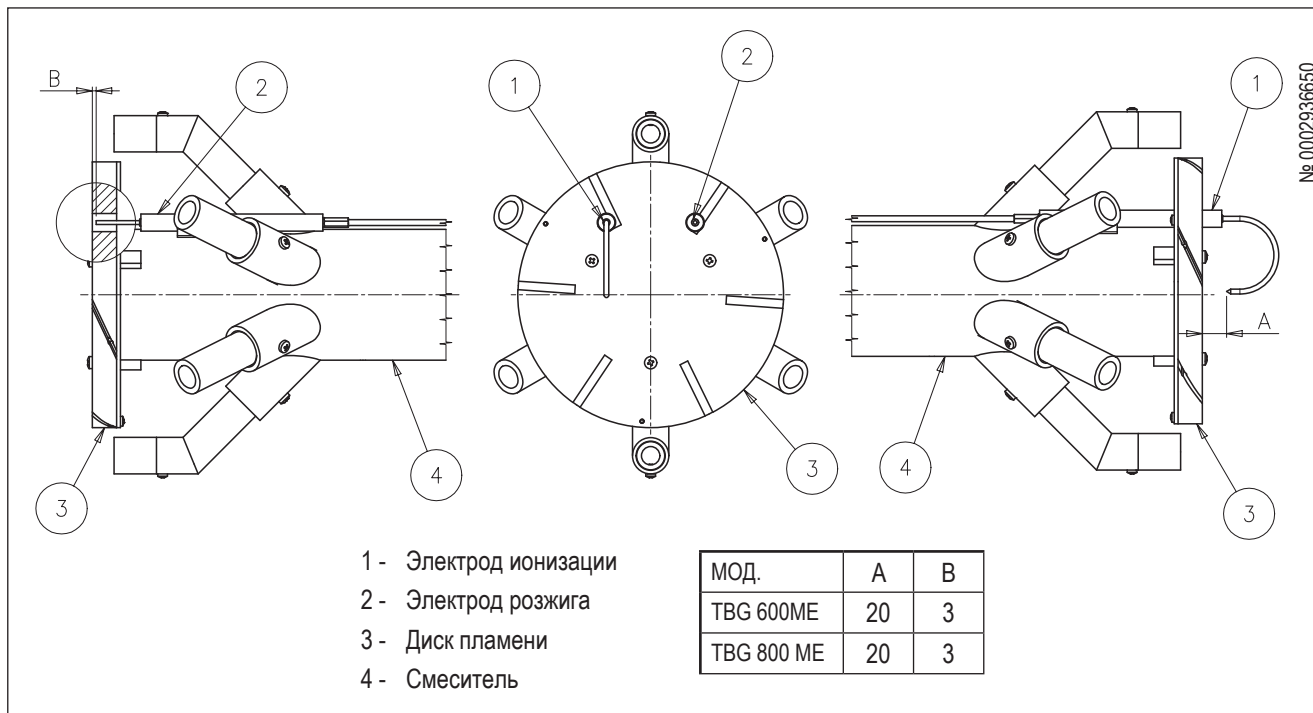 B
2
1
2
1
№ 0002936650
A
3
4
3
4
3
1 - Электрод ионизации
2 - Электрод розжига
3 - Диск пламени
4 - Смеситель
МОД. A B
TBG 600ME 20 3
TBG 800 ME 20 3